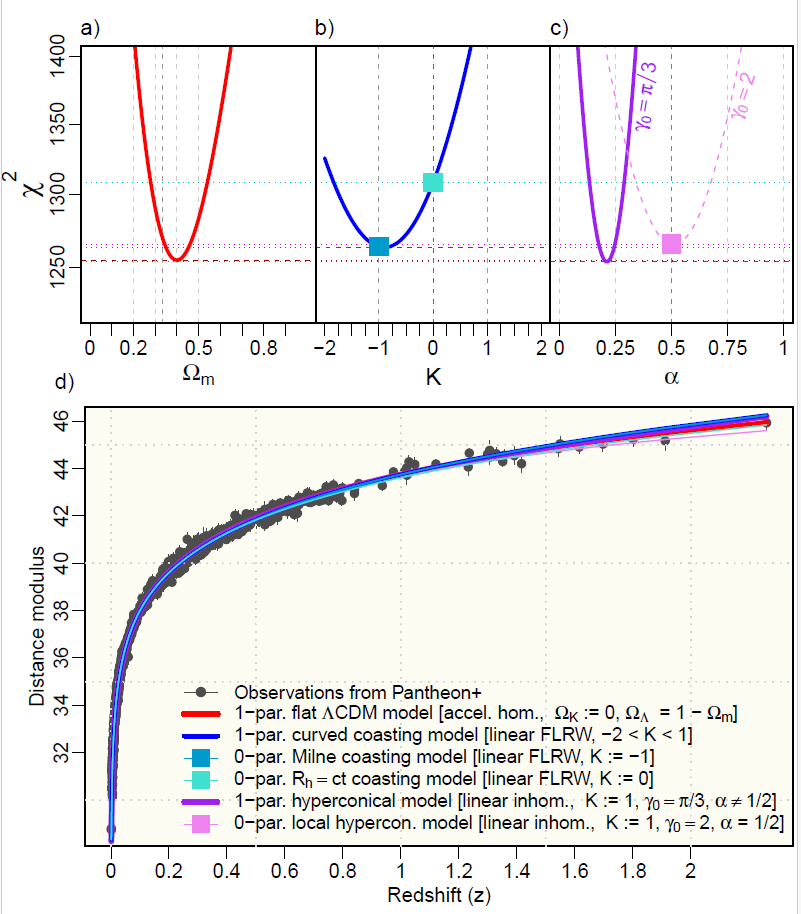 a) b) c)
χ²
1400
1350
1300
1250
γ₀ = π/3
γ₀ = 2
0 0.2 0.5 0.8
−2 −1 0 1 2
0 0.25 0.5 0.75 1
Ωₘ K α
d)
46
44
42
40
38
36
34
32
Distance modulus
Observations from Pantheon+
1−par. flat ΛCDM model [accel. hom., Ω_K := 0, Ω_Λ = 1 − Ωₘ]
1−par. curved coasting model [linear FLRW, −2 < K < 1]
0−par. Milne coasting model [linear FLRW, K := −1]
0−par. Rₕ = ct coasting model [linear FLRW, K := 0]
1−par. hyperconical model [linear inhom., K := 1, γ₀ = π/3, α ≠ 1/2]
0−par. local hypercon. model [linear inhom., K := 1, γ₀ = 2, α = 1/2]
0 0.2 0.4 0.6 0.8 1 1.2 1.4 1.6 1.8 2
Redshift (z)